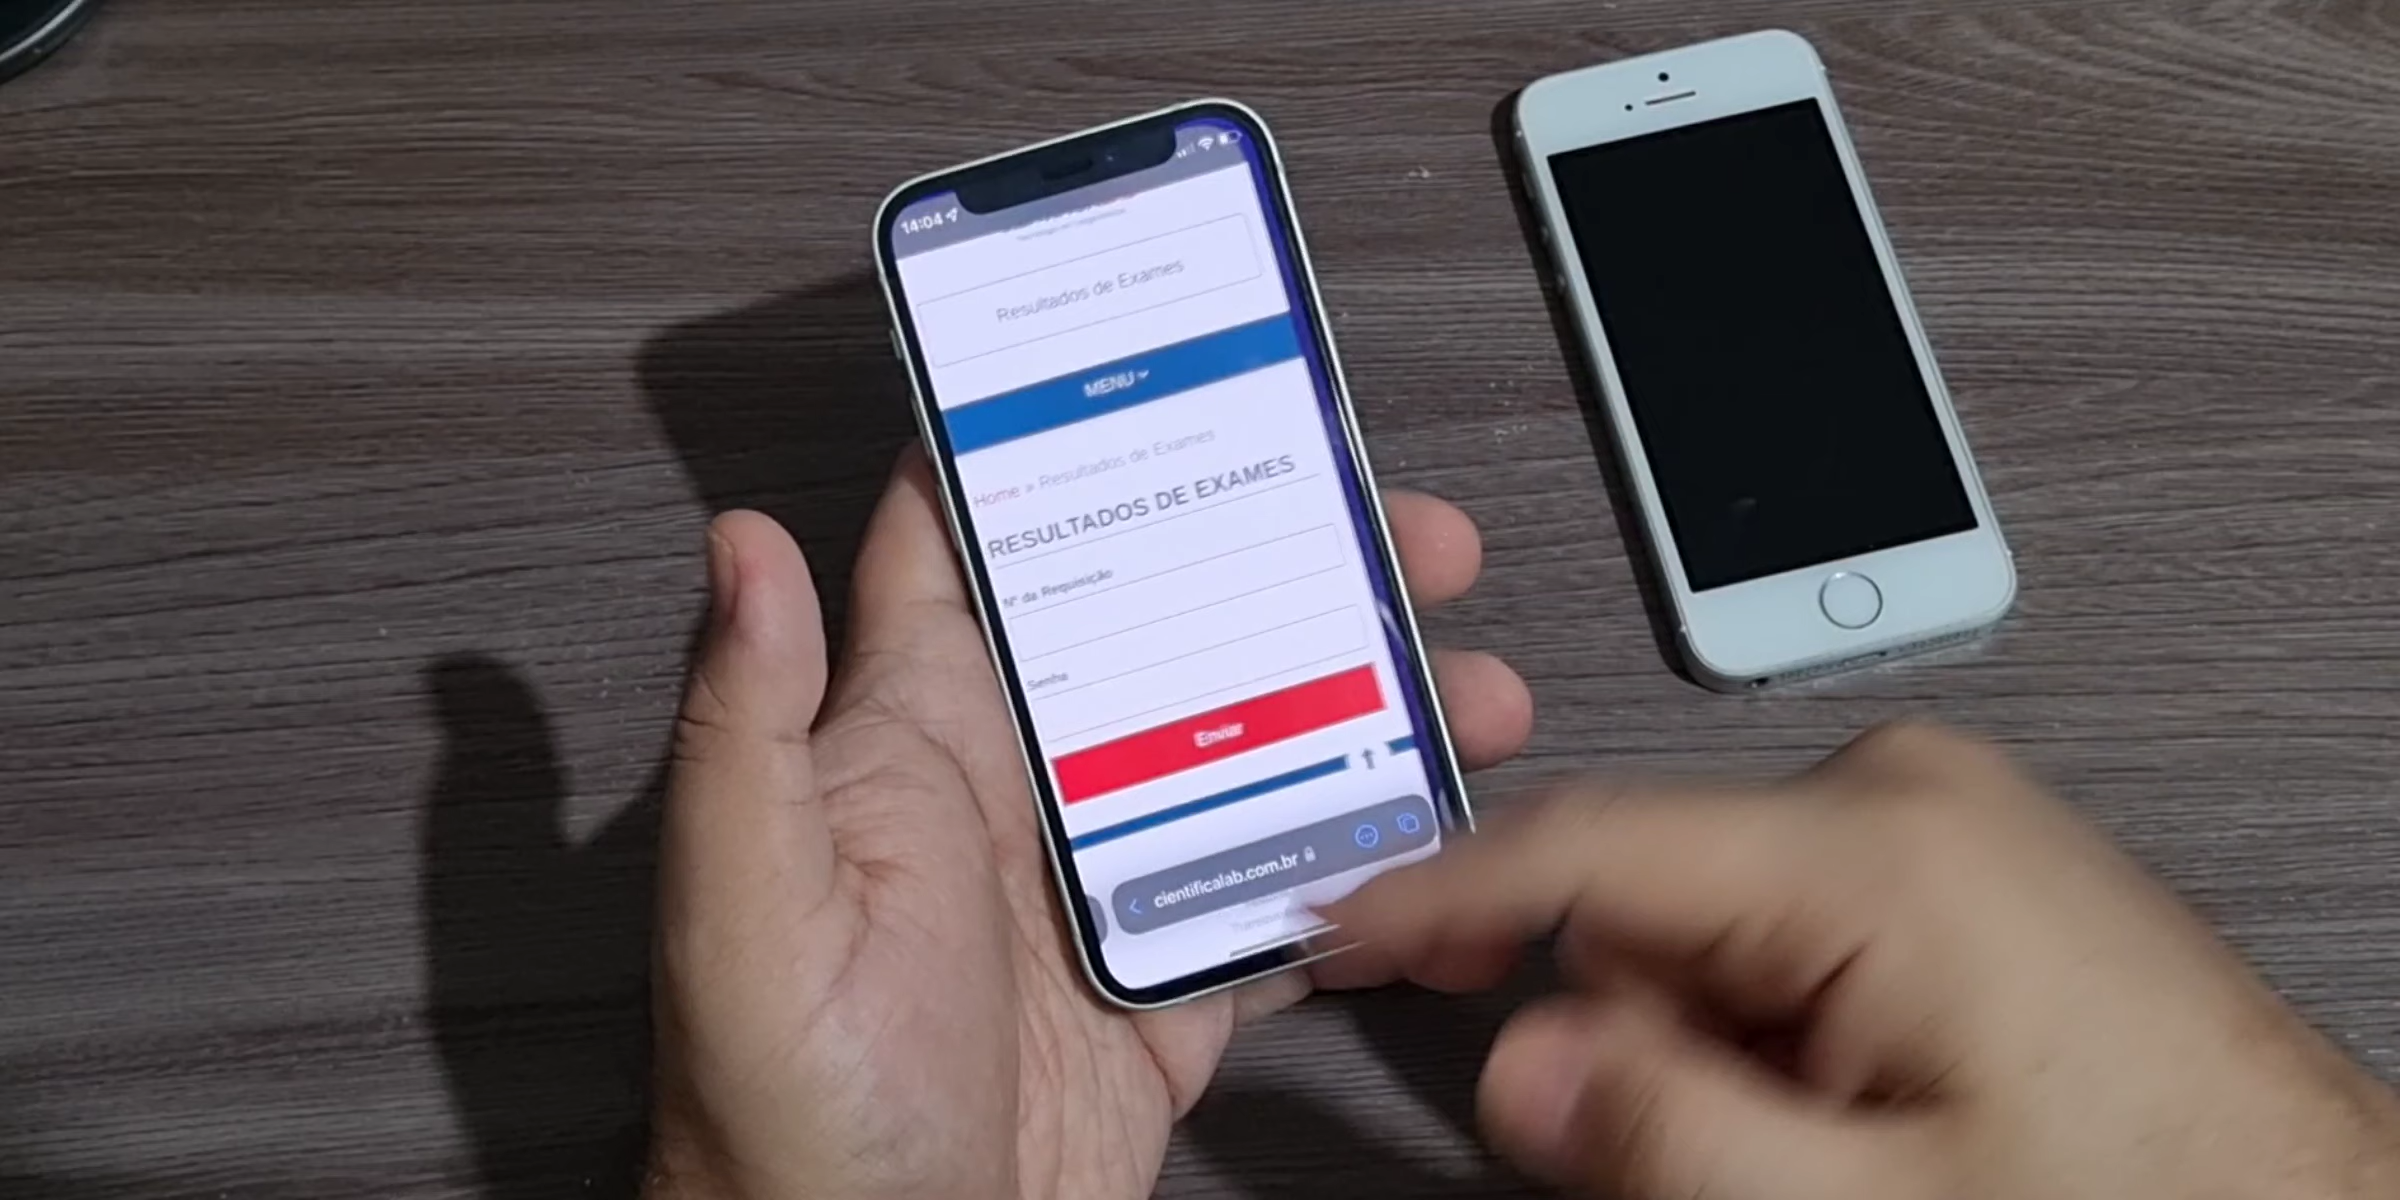 14:04
Resultados de Exames
MENU
Home » Resultados de Exames
RESULTADOS DE EXAMES
Nº da Requisição
Senha
Enviar
cientificalab.com.br